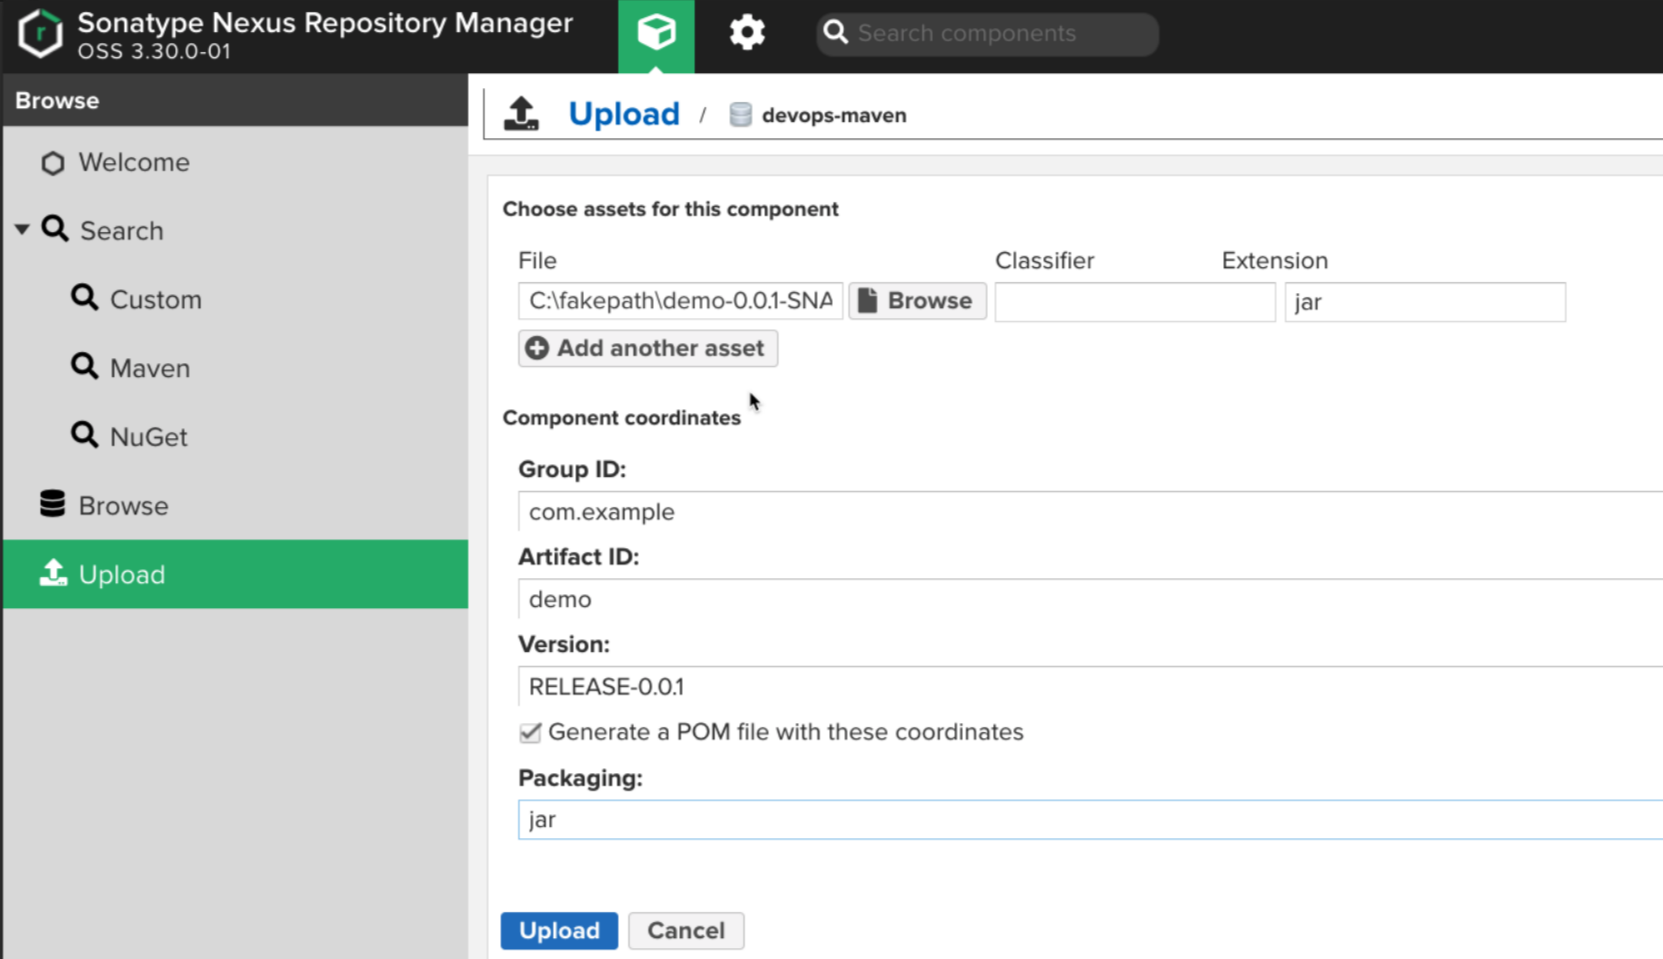 Sonatype Nexus Repository Manager
OSS 3.30.0-01
Search components
Browse
Welcome
Search
Custom
Maven
NuGet
Browse
Upload
Upload / devops-maven
Choose assets for this component
File Classifier Extension
C:\fakepath\demo-0.0.1-SNA Browse jar
Add another asset
Component coordinates
Group ID:
com.example
Artifact ID:
demo
Version:
RELEASE-0.0.1
Generate a POM file with these coordinates
Packaging:
jar
Upload Cancel